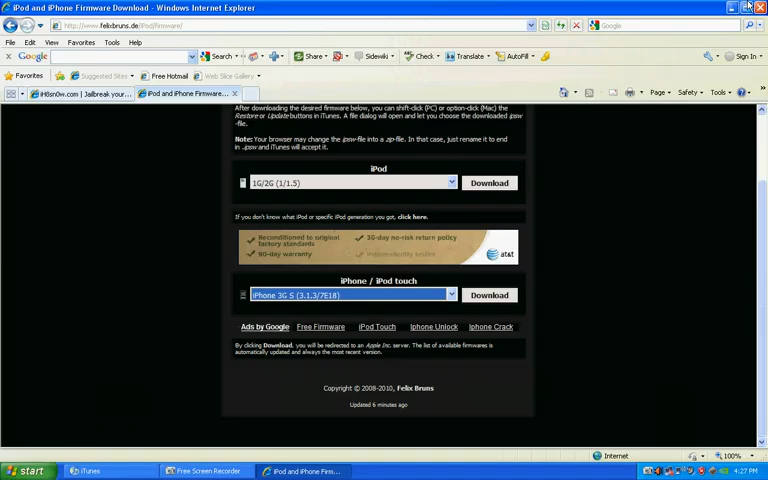 iPod and iPhone Firmware Download - Windows Internet Explorer
http://www.felixbruns.de/iPod/firmware/
Google
File Edit View Favorites Tools Help
Google Search Share Sidewiki Check Translate AutoFill Sign In
Favorites Suggested Sites Free Hotmail Web Slice Gallery
iH8sn0w.com | Jailbreak your... iPod and iPhone Firmware... Page Safety Tools
After downloading the desired firmware below, you can shift-click (PC) or option-click (Mac) the
Restore or Update buttons in iTunes. A file dialog will open and let you choose the downloaded ipsw
-file.
Note: Your browser may change the ipsw-file into a zip-file. In that case, just rename it to end
in .ipsw and iTunes will accept it.
iPod
1G/2G (1/1.5) Download
If you don't know what iPod or specific iPod generation you got, click here.
Reconditioned to original
factory standards
30-day no-risk return policy
90-day warranty
at&t
iPhone / iPod touch
iPhone 3G S (3.1.3/7E18) Download
Ads by Google Free Firmware iPod Touch Iphone Unlock Iphone Crack
By clicking Download, you will be redirected to an Apple Inc. server. The list of available firmwares is
automatically updated and always the most recent version.
Copyright © 2008-2010, Felix Bruns
Updated 6 minutes ago
Internet 100%
start iTunes Free Screen Recorder iPod and iPhone Firm... 4:27 PM